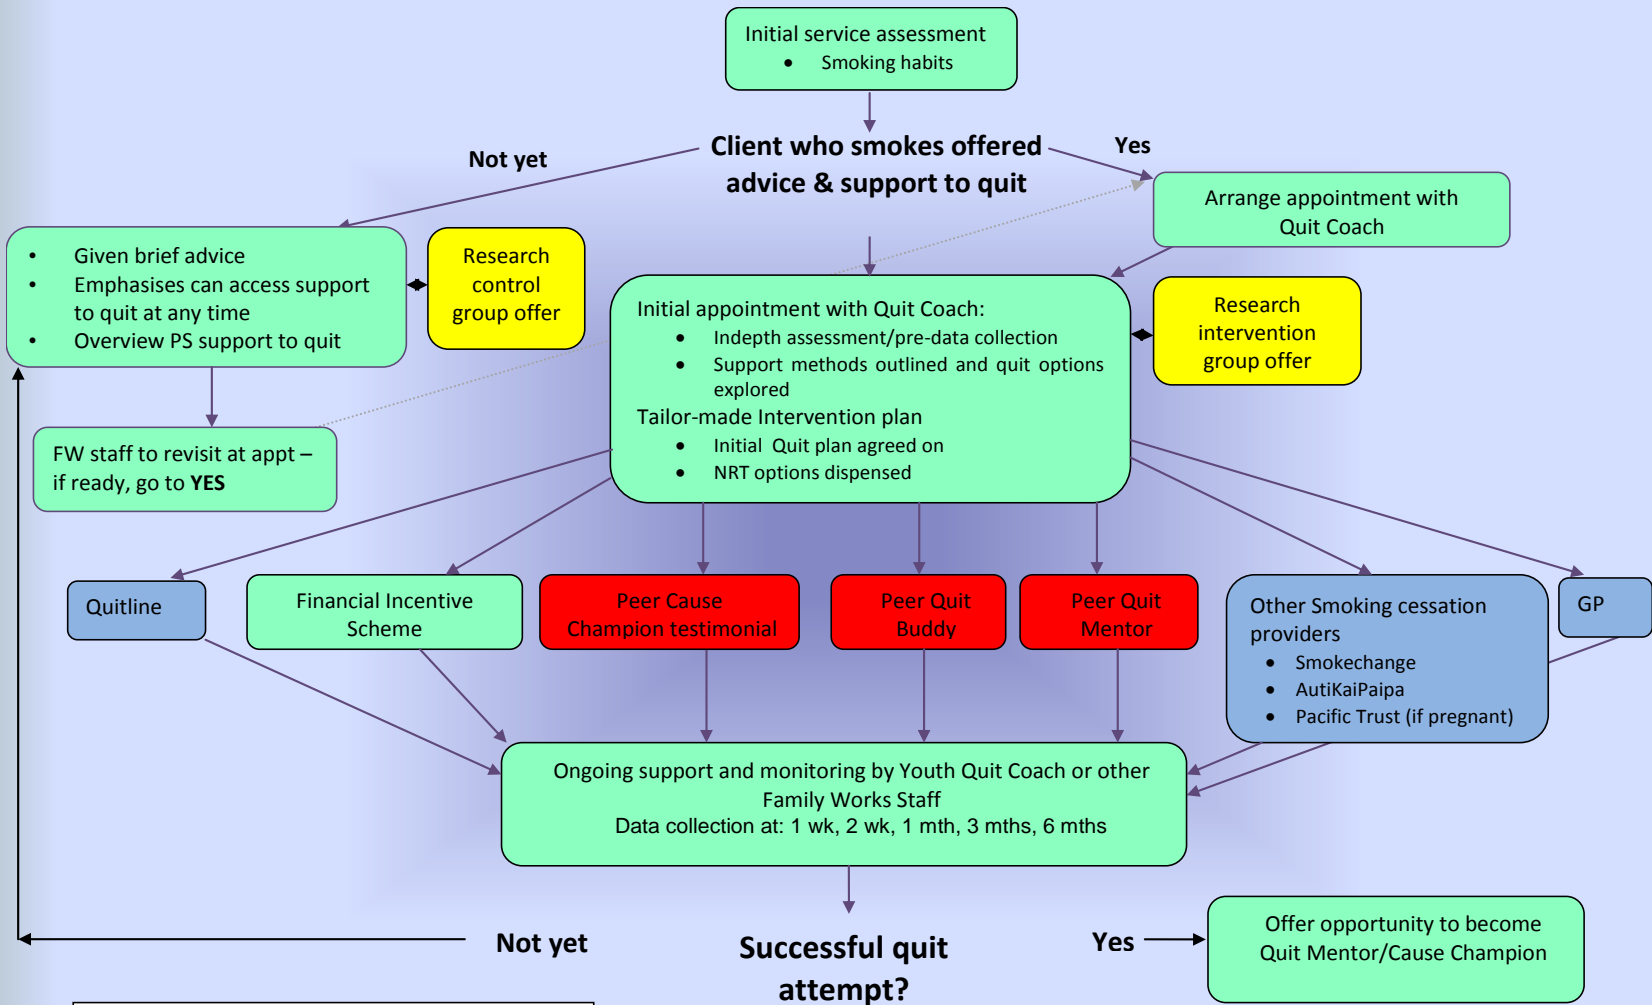 Initial service assessment
• Smoking habits
Client who smokes offered
advice & support to quit
Not yet
Yes
Arrange appointment with
Quit Coach
• Given brief advice
• Emphasises can access support
to quit at any time
• Overview PS support to quit
Research
control
group offer
Initial appointment with Quit Coach:
• Indepth assessment/pre-data collection
• Support methods outlined and quit options
explored
Tailor-made Intervention plan
• Initial Quit plan agreed on
• NRT options dispensed
Research
intervention
group offer
FW staff to revisit at appt –
if ready, go to YES
Quitline
Financial Incentive
Scheme
Peer Cause
Champion testimonial
Peer Quit
Buddy
Peer Quit
Mentor
Other Smoking cessation
providers
• Smokechange
• AutiKaiPaipa
• Pacific Trust (if pregnant)
GP
Ongoing support and monitoring by Youth Quit Coach or other
Family Works Staff
Data collection at: 1 wk, 2 wk, 1 mth, 3 mths, 6 mths
Not yet
Successful quit
attempt?
Yes
Offer opportunity to become
Quit Mentor/Cause Champion